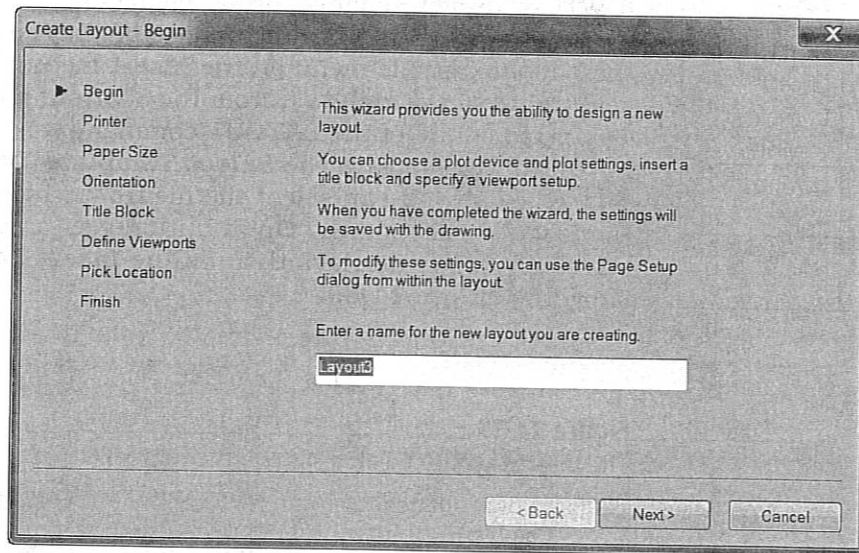 Create Layout - Begin
X
Begin
Printer
Paper Size
Orientation
Title Block
Define Viewports
Pick Location
Finish
This wizard provides you the ability to design a new
layout.
You can choose a plot device and plot settings, insert a
title block and specify a viewport setup.
When you have completed the wizard, the settings will
be saved with the drawing.
To modify these settings, you can use the Page Setup
dialog from within the layout.
Enter a name for the new layout you are creating.
Layout3
< Back
Next >
Cancel